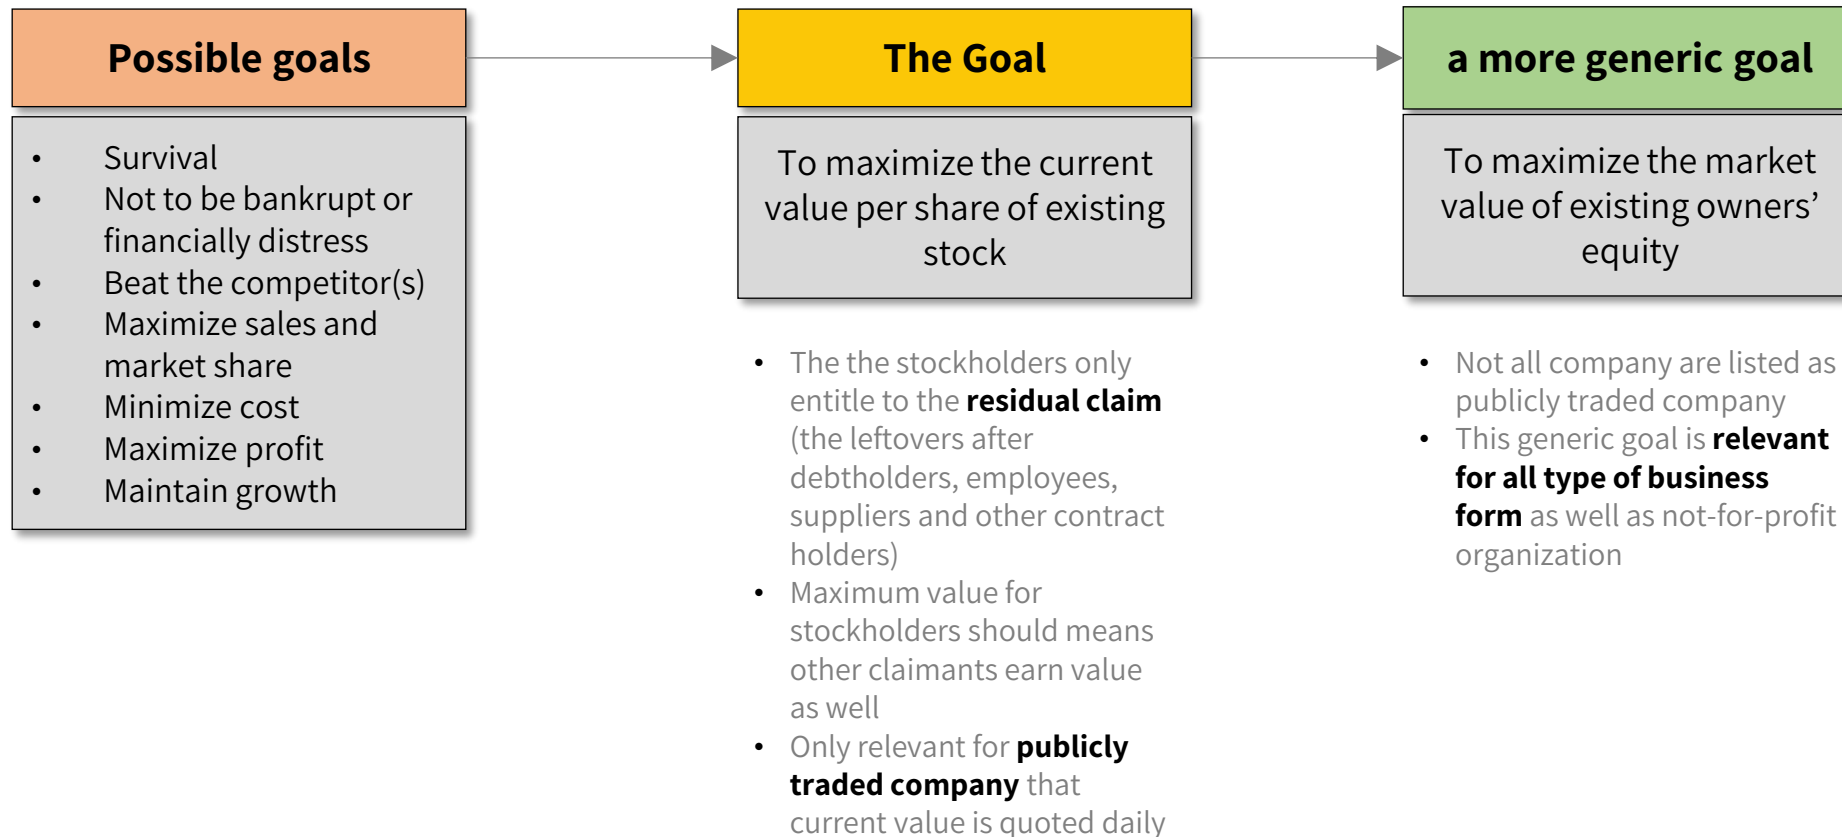 Possible goals
• Survival
• Not to be bankrupt or
financially distress
• Beat the competitor(s)
• Maximize sales and
market share
• Minimize cost
• Maximize profit
• Maintain growth
The Goal
To maximize the current
value per share of existing
stock
• The the stockholders only
entitle to the residual claim
(the leftovers after
debtholders, employees,
suppliers and other contract
holders)
• Maximum value for
stockholders should means
other claimants earn value
as well
• Only relevant for publicly
traded company that
current value is quoted daily
a more generic goal
To maximize the market
value of existing owners’
equity
• Not all company are listed as
publicly traded company
• This generic goal is relevant
for all type of business
form as well as not-for-profit
organization